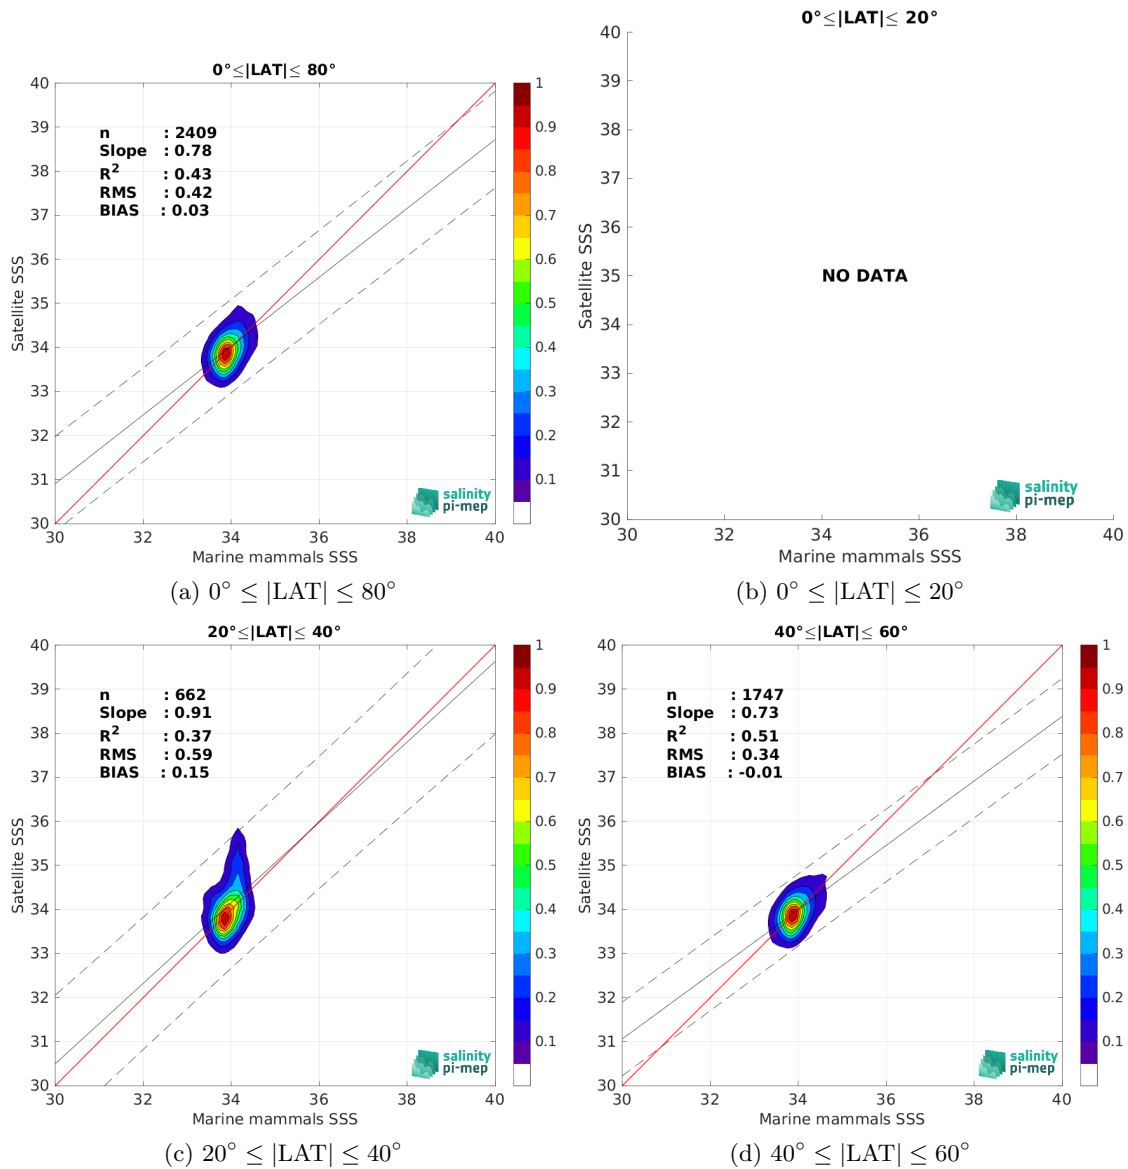 0°≤|LAT|≤ 80°
40
39
38
37
36
35
34
33
32
31
30
30 32 34 36 38 40
Satellite SSS
Marine mammals SSS
n : 2409
Slope : 0.78
R² : 0.43
RMS : 0.42
BIAS : 0.03
1
0.9
0.8
0.7
0.6
0.5
0.4
0.3
0.2
0.1
salinity
pi-mep
(a) 0° ≤ |LAT| ≤ 80°
0°≤|LAT|≤ 20°
40
39
38
37
36
35
34
33
32
31
30
30 32 34 36 38 40
Satellite SSS
Marine mammals SSS
NO DATA
salinity
pi-mep
(b) 0° ≤ |LAT| ≤ 20°
20°≤|LAT|≤ 40°
40
39
38
37
36
35
34
33
32
31
30
30 32 34 36 38 40
Satellite SSS
Marine mammals SSS
n : 662
Slope : 0.91
R² : 0.37
RMS : 0.59
BIAS : 0.15
1
0.9
0.8
0.7
0.6
0.5
0.4
0.3
0.2
0.1
salinity
pi-mep
(c) 20° ≤ |LAT| ≤ 40°
40°≤|LAT|≤ 60°
40
39
38
37
36
35
34
33
32
31
30
30 32 34 36 38 40
Satellite SSS
Marine mammals SSS
n : 1747
Slope : 0.73
R² : 0.51
RMS : 0.34
BIAS : -0.01
1
0.9
0.8
0.7
0.6
0.5
0.4
0.3
0.2
0.1
salinity
pi-mep
(d) 40° ≤ |LAT| ≤ 60°